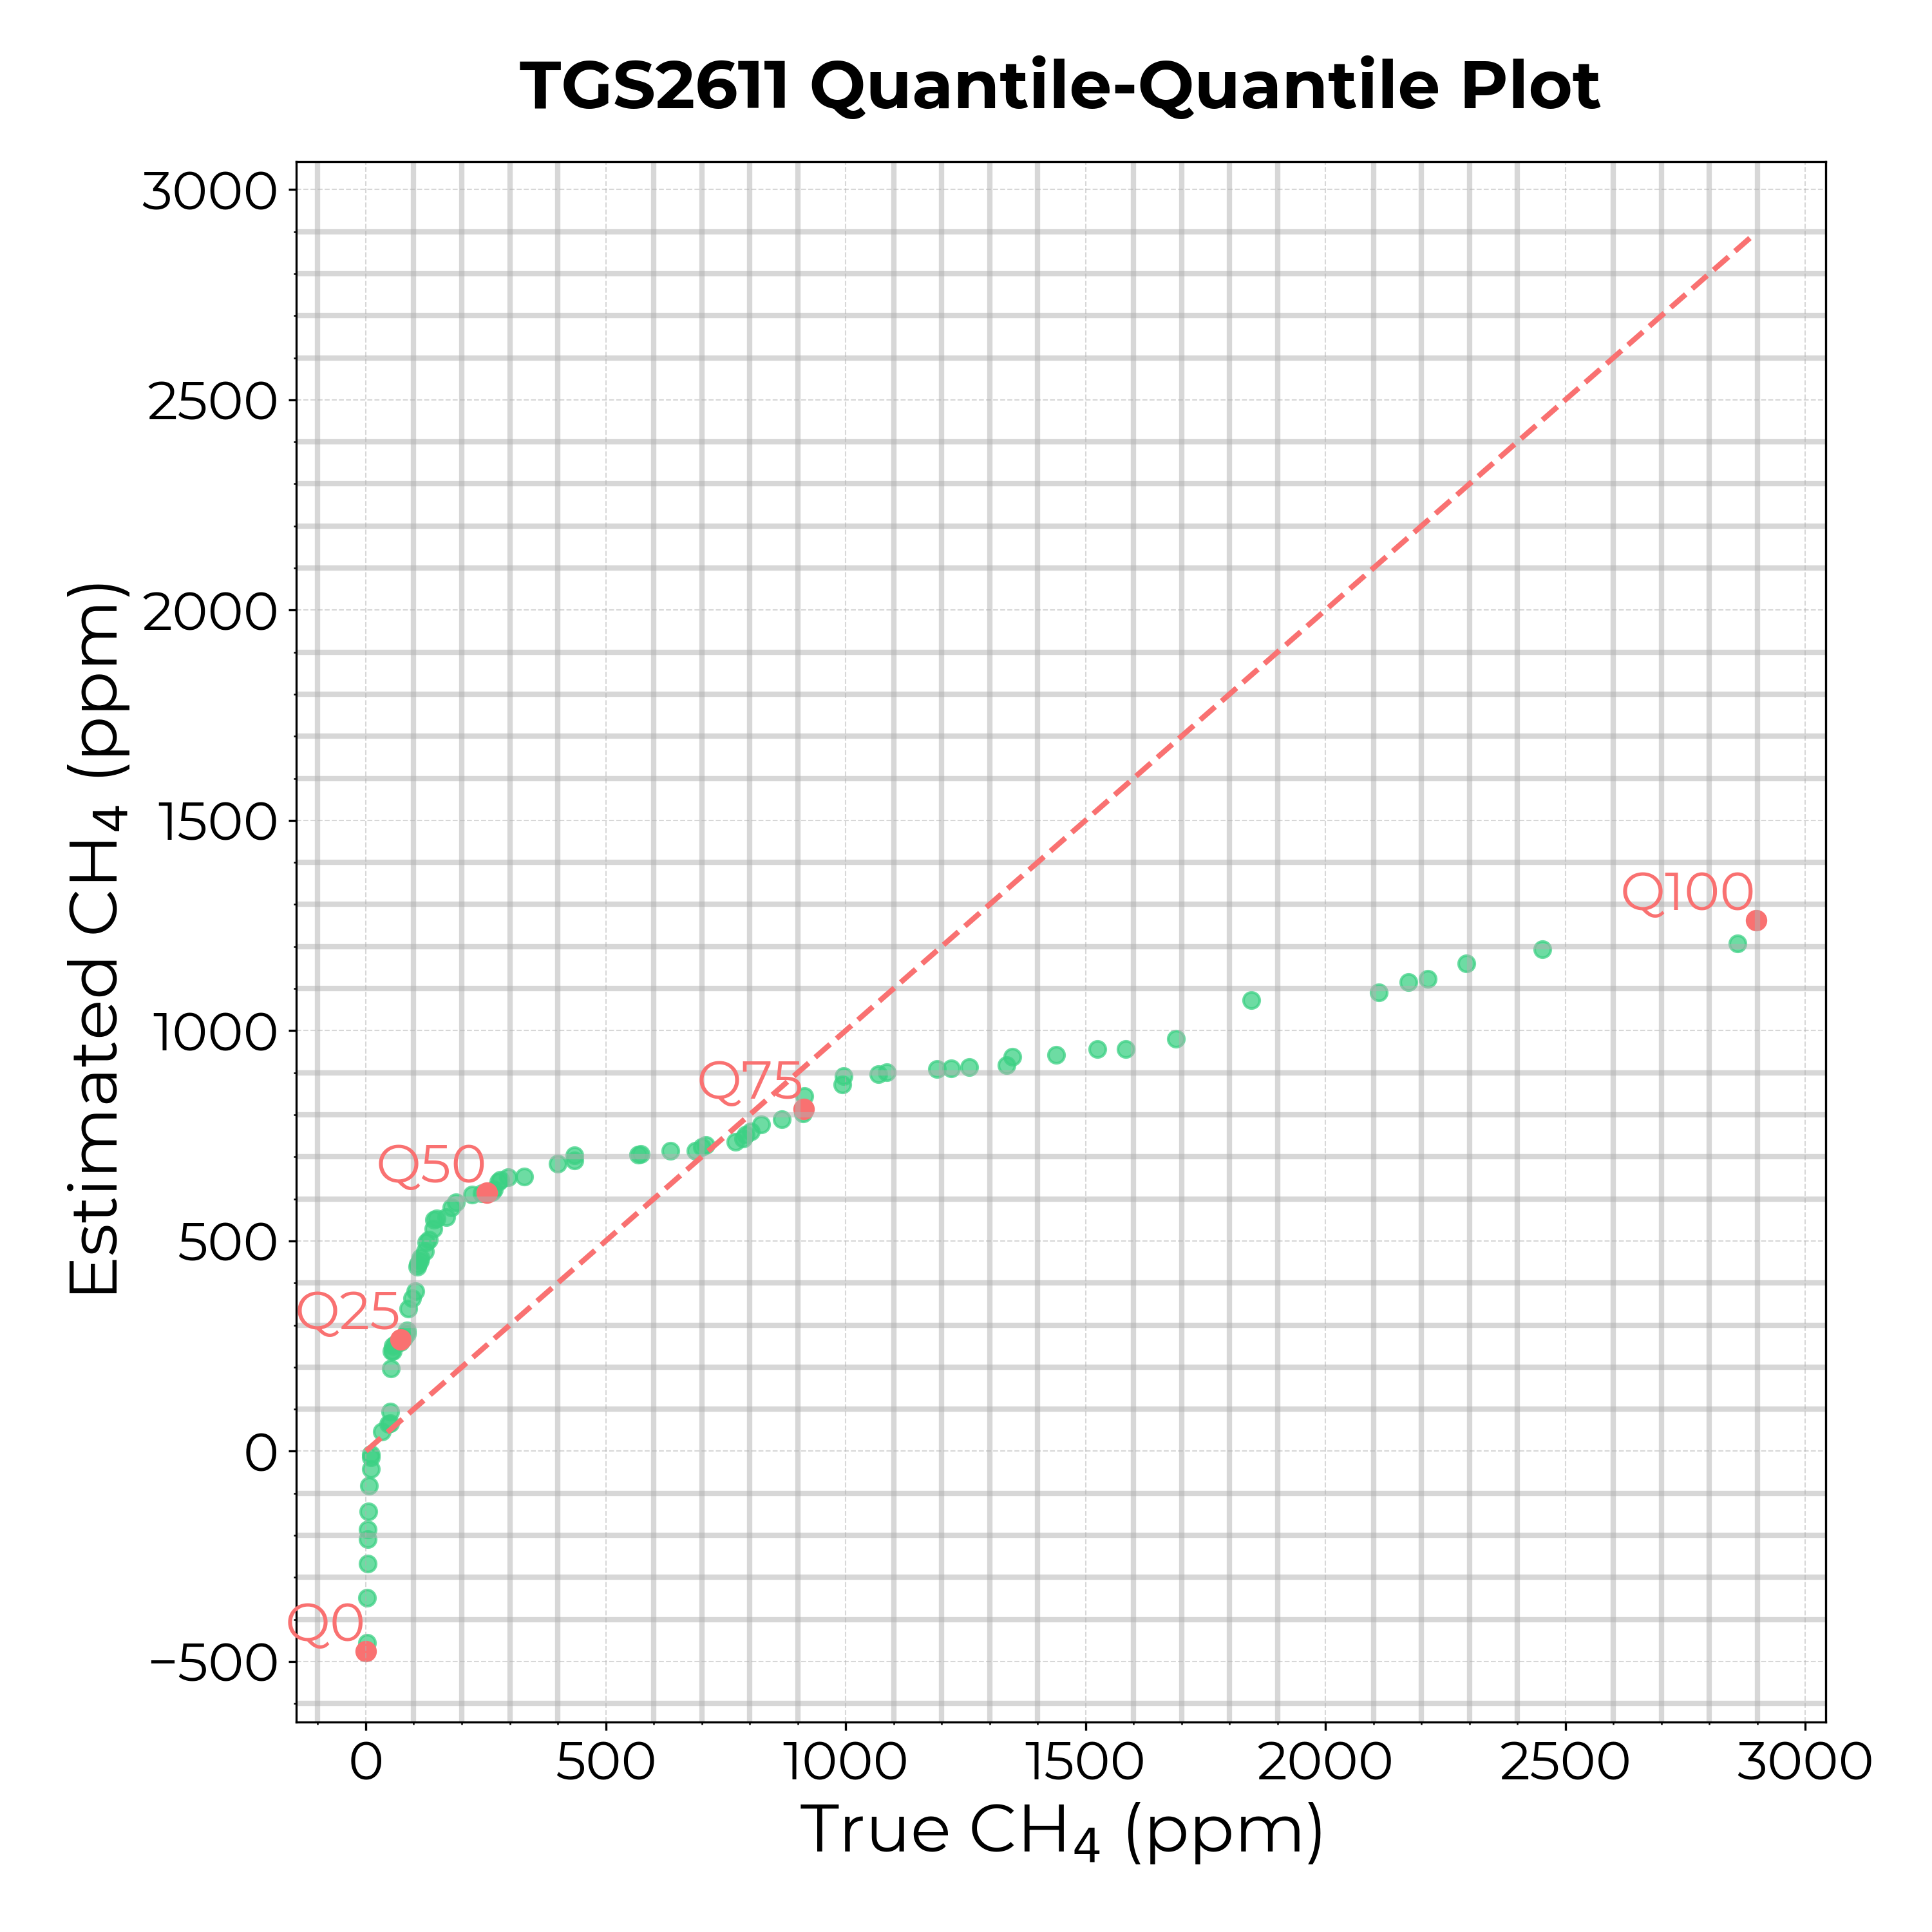 TGS2611 Quantile-Quantile Plot
3000
2500
2000
1500
1000
500
0
−500
Estimated CH₄ (ppm)
Q100
Q75
Q50
Q25
Q0
0 500 1000 1500 2000 2500 3000
True CH₄ (ppm)